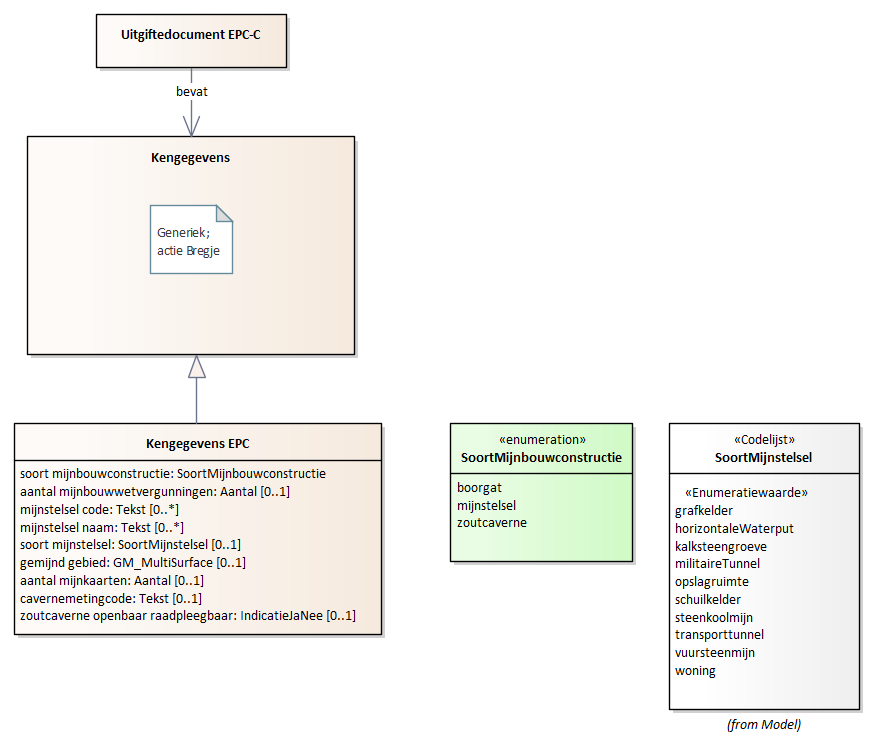 Uitgiftedocument EPC-C
bevat
Kengegevens
Generiek;
actie Bregje
Kengegevens EPC
soort mijnbouwconstructie: SoortMijnbouwconstructie
aantal mijnbouwwetvergunningen: Aantal [0..1]
mijnstelsel code: Tekst [0..*]
mijnstelsel naam: Tekst [0..*]
soort mijnstelsel: SoortMijnstelsel [0..1]
gemijnd gebied: GM_MultiSurface [0..1]
aantal mijnkaarten: Aantal [0..1]
cavernemetingcode: Tekst [0..1]
zoutcaverne openbaar raadpleegbaar: IndicatieJaNee [0..1]
«enumeration»
SoortMijnbouwconstructie
boorgat
mijnstelsel
zoutcaverne
«Codelijst»
SoortMijnstelsel
«Enumeratiewaarde»
grafkelder
horizontaleWaterput
kalksteengroeve
militaireTunnel
opslagruimte
schuilkelder
steenkoolmijn
transporttunnel
vuursteenmijn
woning
(from Model)